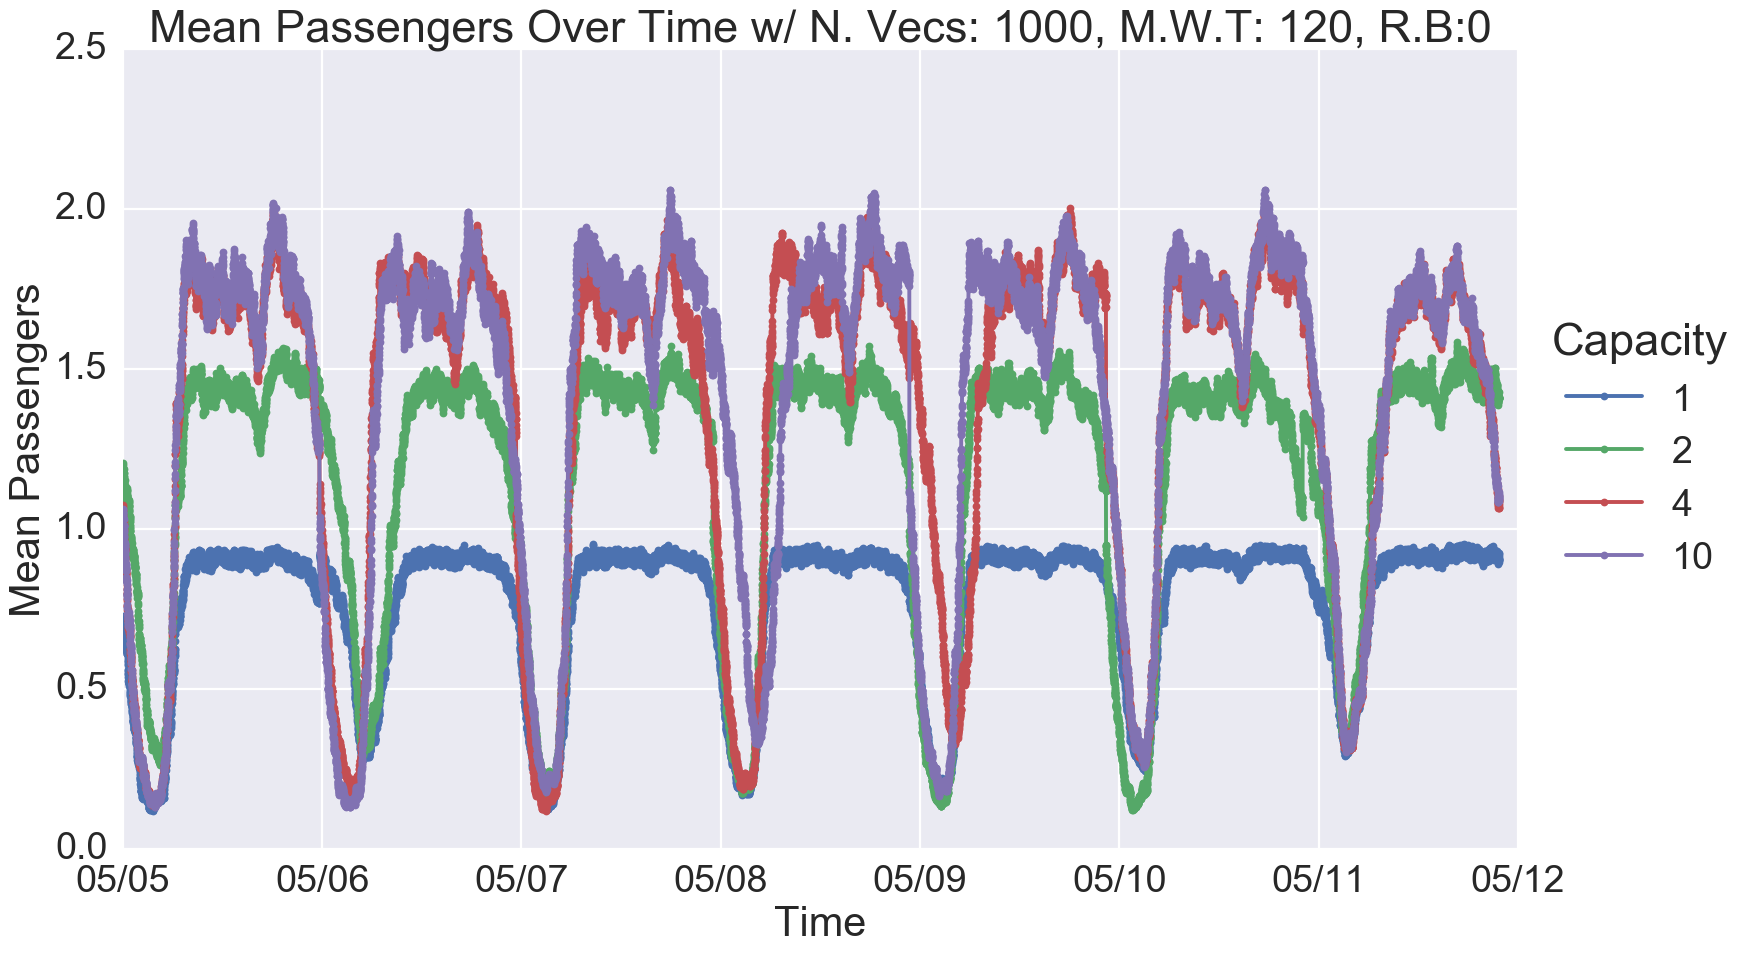 Mean Passengers Over Time w/ N. Vecs: 1000, M.W.T: 120, R.B:0
Mean Passengers
2.5
2.0
1.5
1.0
0.5
0.0
05/05 05/06 05/07 05/08 05/09 05/10 05/11 05/12
Time
Capacity
1
2
4
10